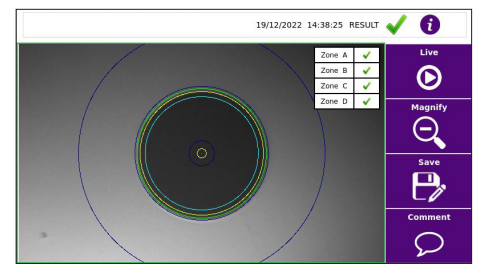 19/12/2022 14:38:25 RESULT
Zone A
Zone B
Zone C
Zone D
Live
Magnify
Save
Comment